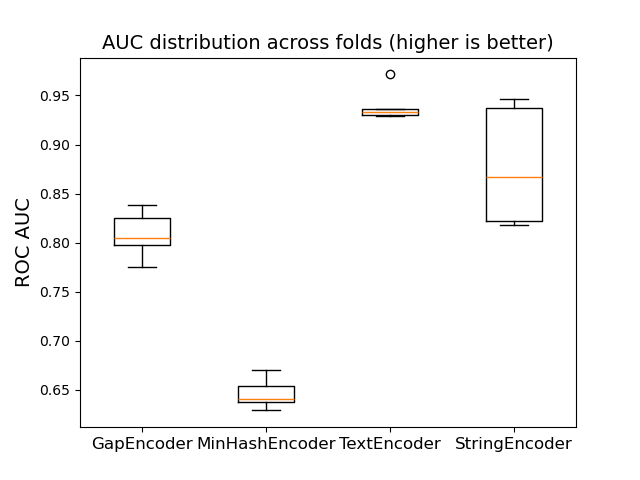 AUC distribution across folds (higher is better)
ROC AUC
0.95
0.90
0.85
0.80
0.75
0.70
0.65
GapEncoder MinHashEncoder TextEncoder StringEncoder